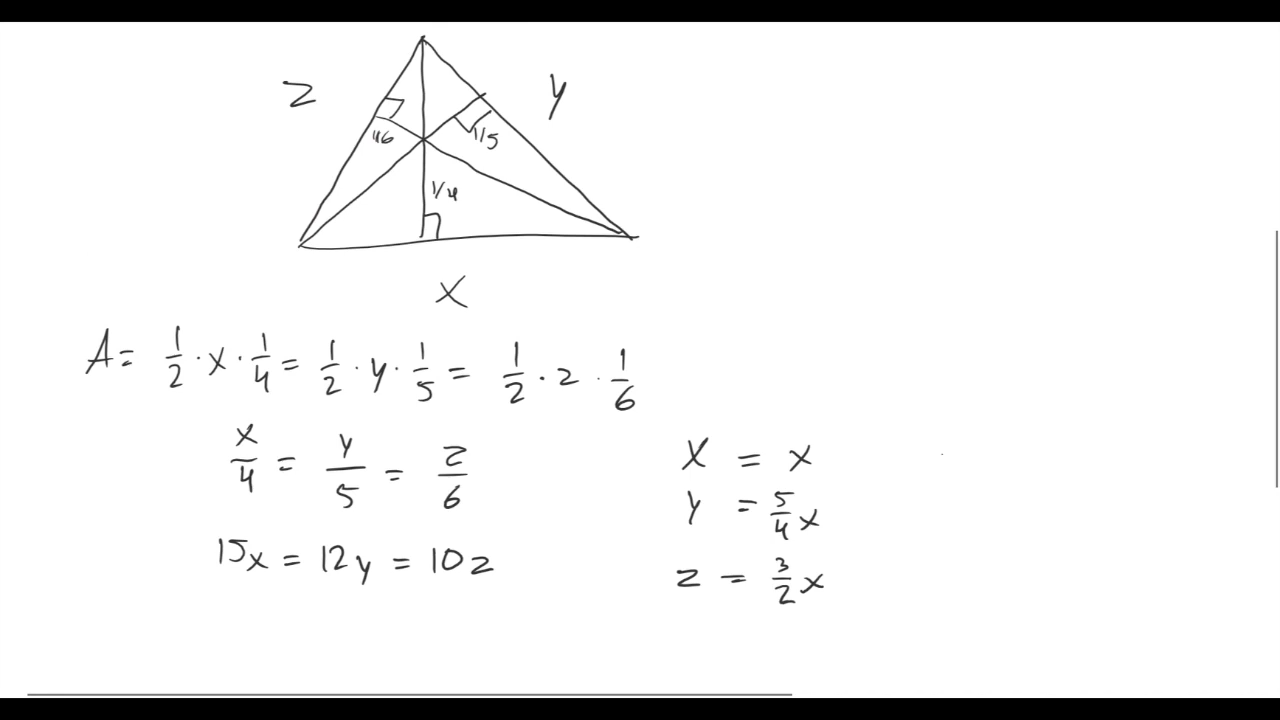 z
y
1/6
1/5
1/4
x
A = 1/2 · x · 1/4 = 1/2 · y · 1/5 = 1/2 · z · 1/6
x/4 = y/5 = z/6
x = x
y = 5/4 x
15x = 12y = 10z
z = 3/2 x